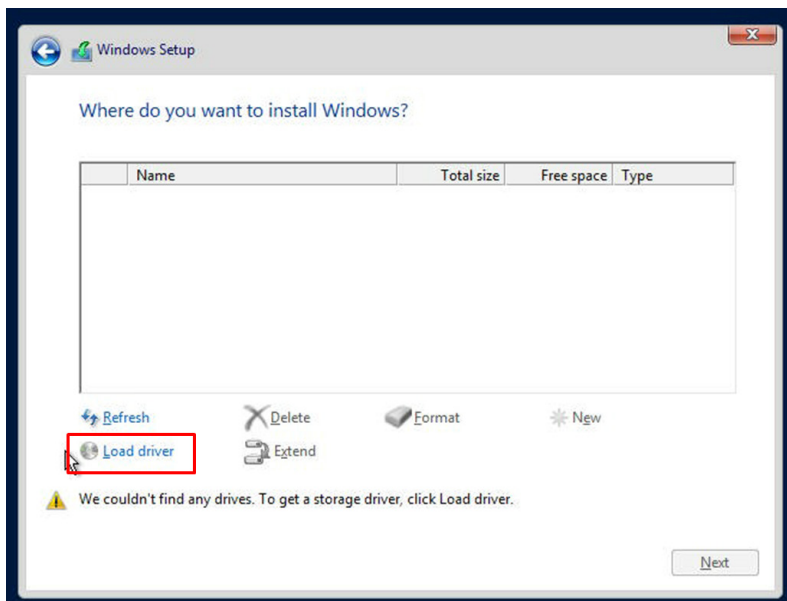 Windows Setup
Where do you want to install Windows?
Name Total size Free space Type
Refresh Delete Format New
Load driver Extend
We couldn't find any drives. To get a storage driver, click Load driver.
Next